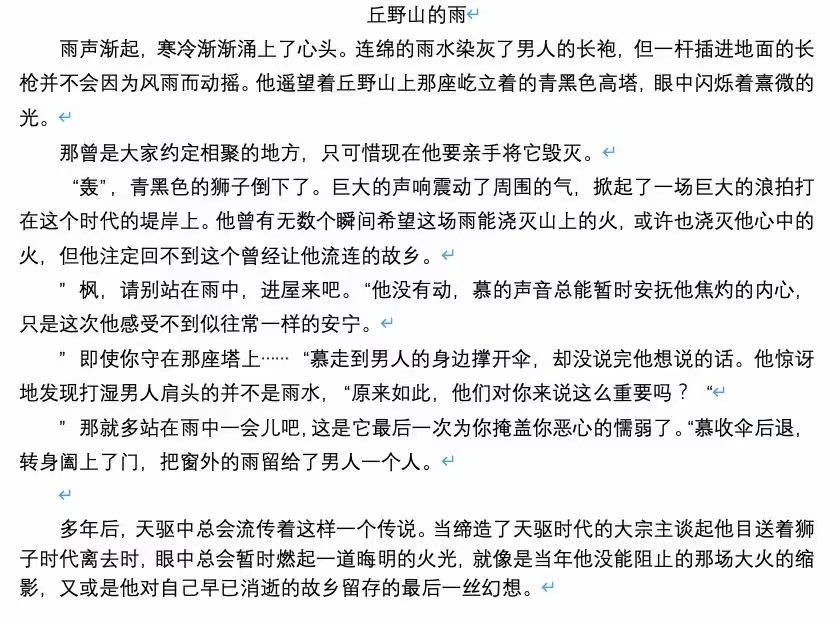 丘野山的雨
雨声渐起，寒冷渐渐涌上了心头。连绵的雨水染灰了男人的长袍，但一杆插进地面的长
枪并不会因为风雨而动摇。他遥望着丘野山上那座屹立着的青黑色高塔，眼中闪烁着熹微的
光。
那曾是大家约定相聚的地方，只可惜现在他要亲手将它毁灭。
“轰”，青黑色的狮子倒下了。巨大的声响震动了周围的气，掀起了一场巨大的浪拍打
在这个时代的堤岸上。他曾有无数个瞬间希望这场雨能浇灭山上的火，或许也浇灭他心中的
火，但他注定回不到这个曾经让他流连的故乡。
”枫，请别站在雨中，进屋来吧。“他没有动，慕的声音总能暂时安抚他焦灼的内心，
只是这次他感受不到似往常一样的安宁。
”即使你守在那座塔上……“慕走到男人的身边撑开伞，却没说完他想说的话。他惊讶
地发现打湿男人肩头的并不是雨水，“原来如此，他们对你来说这么重要吗？“
”那就多站在雨中一会儿吧，这是它最后一次为你掩盖你恶心的懦弱了。“慕收伞后退，
转身阖上了门，把窗外的雨留给了男人一个人。
多年后，天驱中总会流传着这样一个传说。当缔造了天驱时代的大宗主谈起他目送着狮
子时代离去时，眼中总会暂时燃起一道晦明的火光，就像是当年他没能阻止的那场大火的缩
影，又或是他对自己早已消逝的故乡留存的最后一丝幻想。